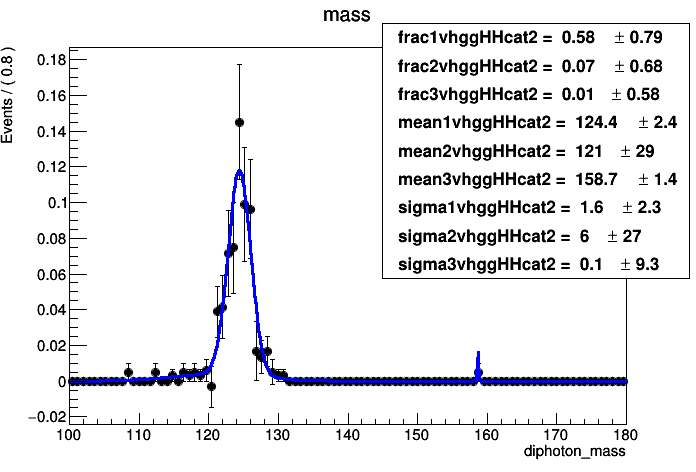 mass
frac1vhggHHcat2 = 0.58 ± 0.79
frac2vhggHHcat2 = 0.07 ± 0.68
frac3vhggHHcat2 = 0.01 ± 0.58
mean1vhggHHcat2 = 124.4 ± 2.4
mean2vhggHHcat2 = 121 ± 29
mean3vhggHHcat2 = 158.7 ± 1.4
sigma1vhggHHcat2 = 1.6 ± 2.3
sigma2vhggHHcat2 = 6 ± 27
sigma3vhggHHcat2 = 0.1 ± 9.3
Events / ( 0.8 )
0.18
0.16
0.14
0.12
0.1
0.08
0.06
0.04
0.02
0
−0.02
100 110 120 130 140 150 160 170 180
diphoton_mass